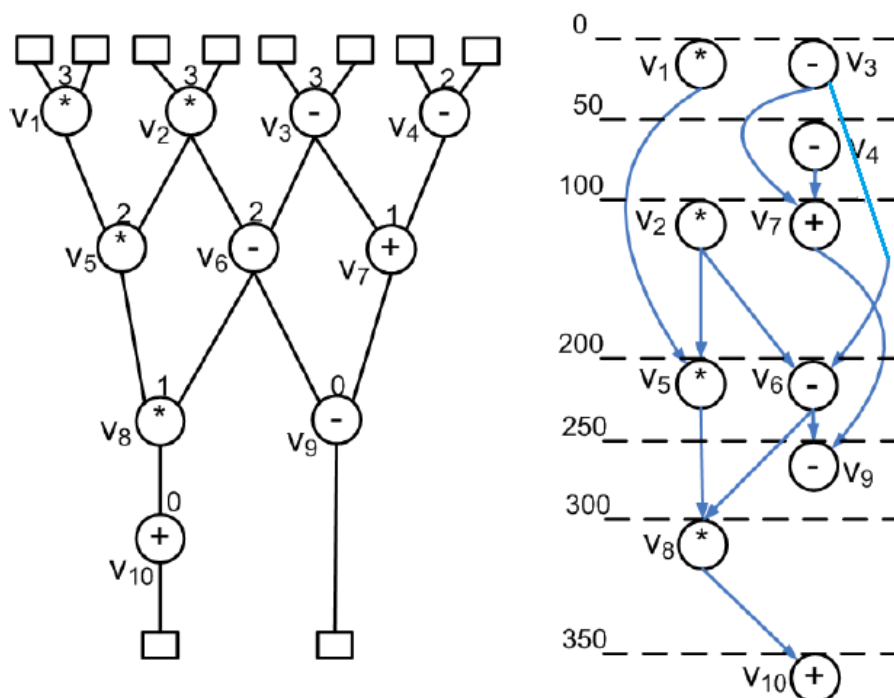 3 3 3 2
v1 * v2 * v3 - v4 -
2 2 1
v5 * v6 - v7 +
1 0
v8 * v9 -
0
v10 +
0
v1 * - v3
50
- v4
100
v2 * v7 +
200
v5 * v6 -
250
- v9
300
v8 *
350
v10 +